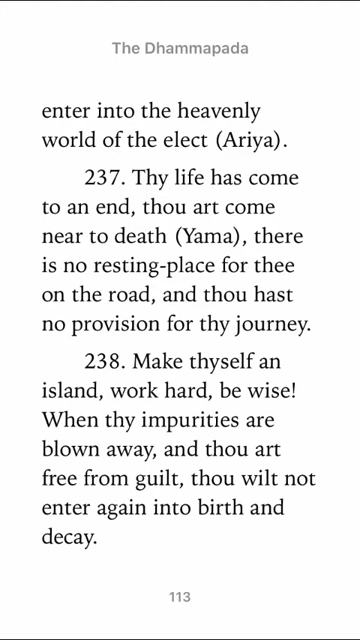 The Dhammapada
enter into the heavenly
world of the elect (Ariya).
237. Thy life has come
to an end, thou art come
near to death (Yama), there
is no resting-place for thee
on the road, and thou hast
no provision for thy journey.
238. Make thyself an
island, work hard, be wise!
When thy impurities are
blown away, and thou art
free from guilt, thou wilt not
enter again into birth and
decay.
113